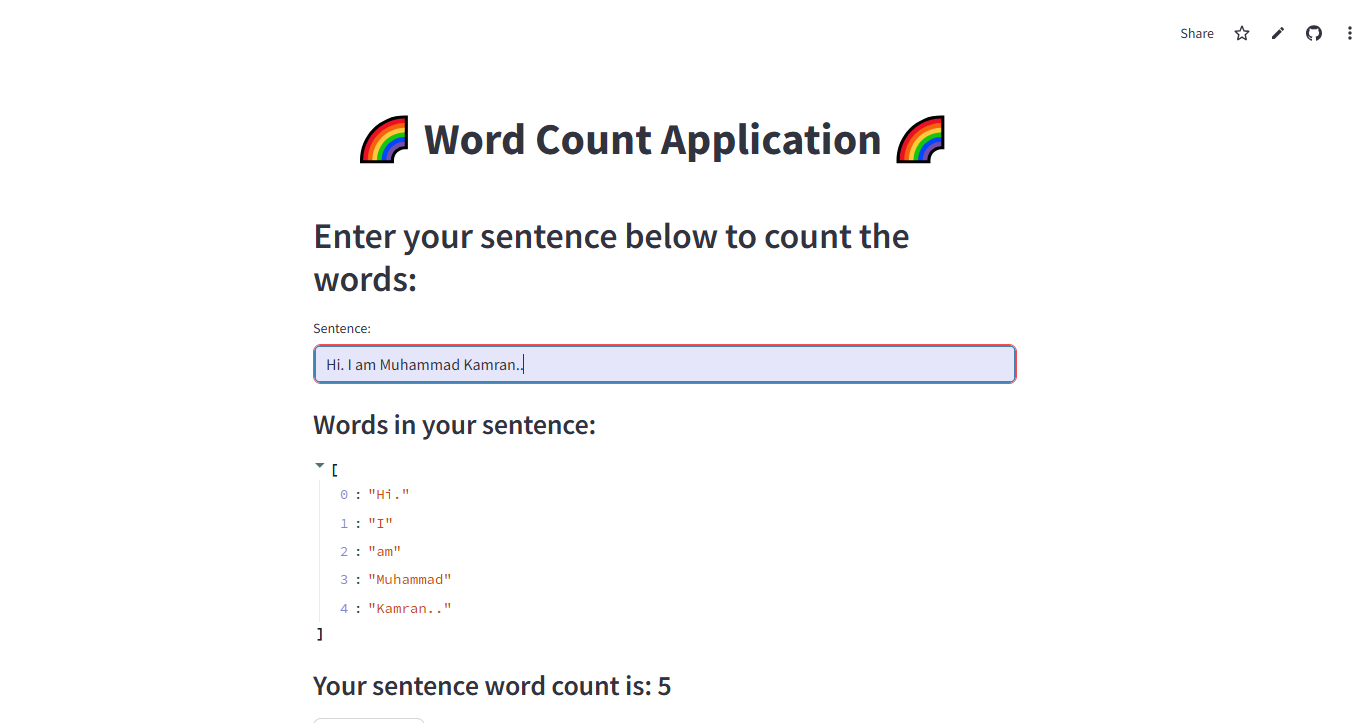 Share
🌈 Word Count Application 🌈
Enter your sentence below to count the
words:
Sentence:
Hi. I am Muhammad Kamran..
Words in your sentence:
[
0 : "Hi."
1 : "I"
2 : "am"
3 : "Muhammad"
4 : "Kamran.."
]
Your sentence word count is: 5